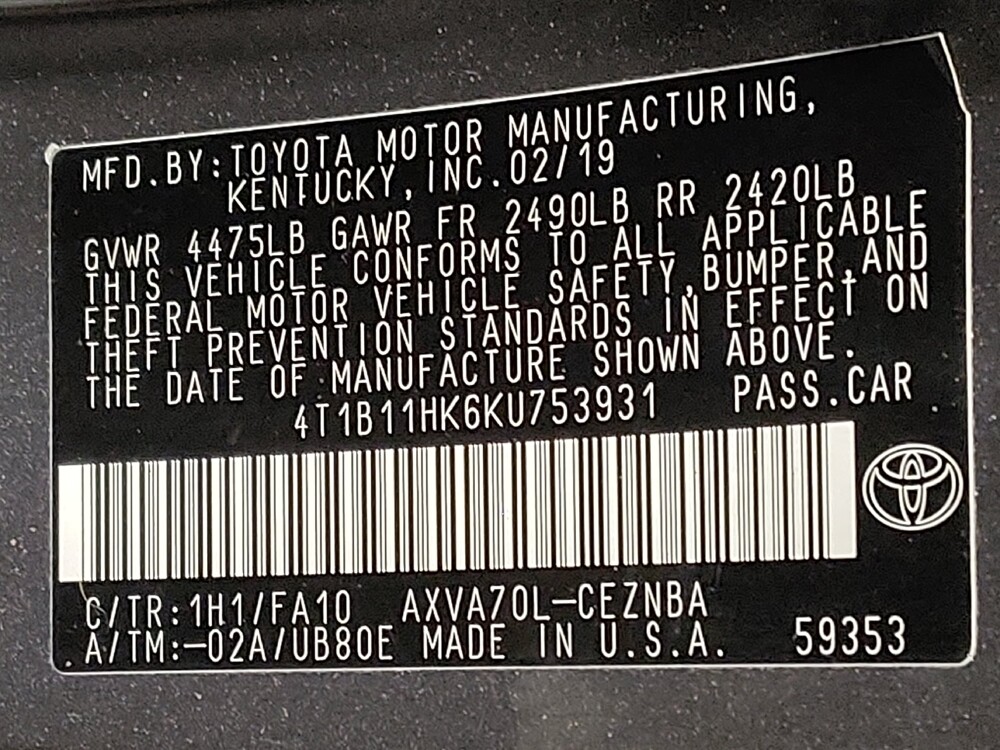 MFD.BY:TOYOTA MOTOR MANUFACTURING,
KENTUCKY,INC.02/19
GVWR 4475LB GAWR FR 2490LB RR 2420LB
THIS VEHICLE CONFORMS TO ALL APPLICABLE
FEDERAL MOTOR VEHICLE SAFETY,BUMPER,AND
THEFT PREVENTION STANDARDS IN EFFECT ON
THE DATE OF MANUFACTURE SHOWN ABOVE.
4T1B11HK6KU753931 PASS.CAR
C/TR:1H1/FA10 AXVA70L-CEZNBA
A/TM:-02A/UB80E MADE IN U.S.A. 59353